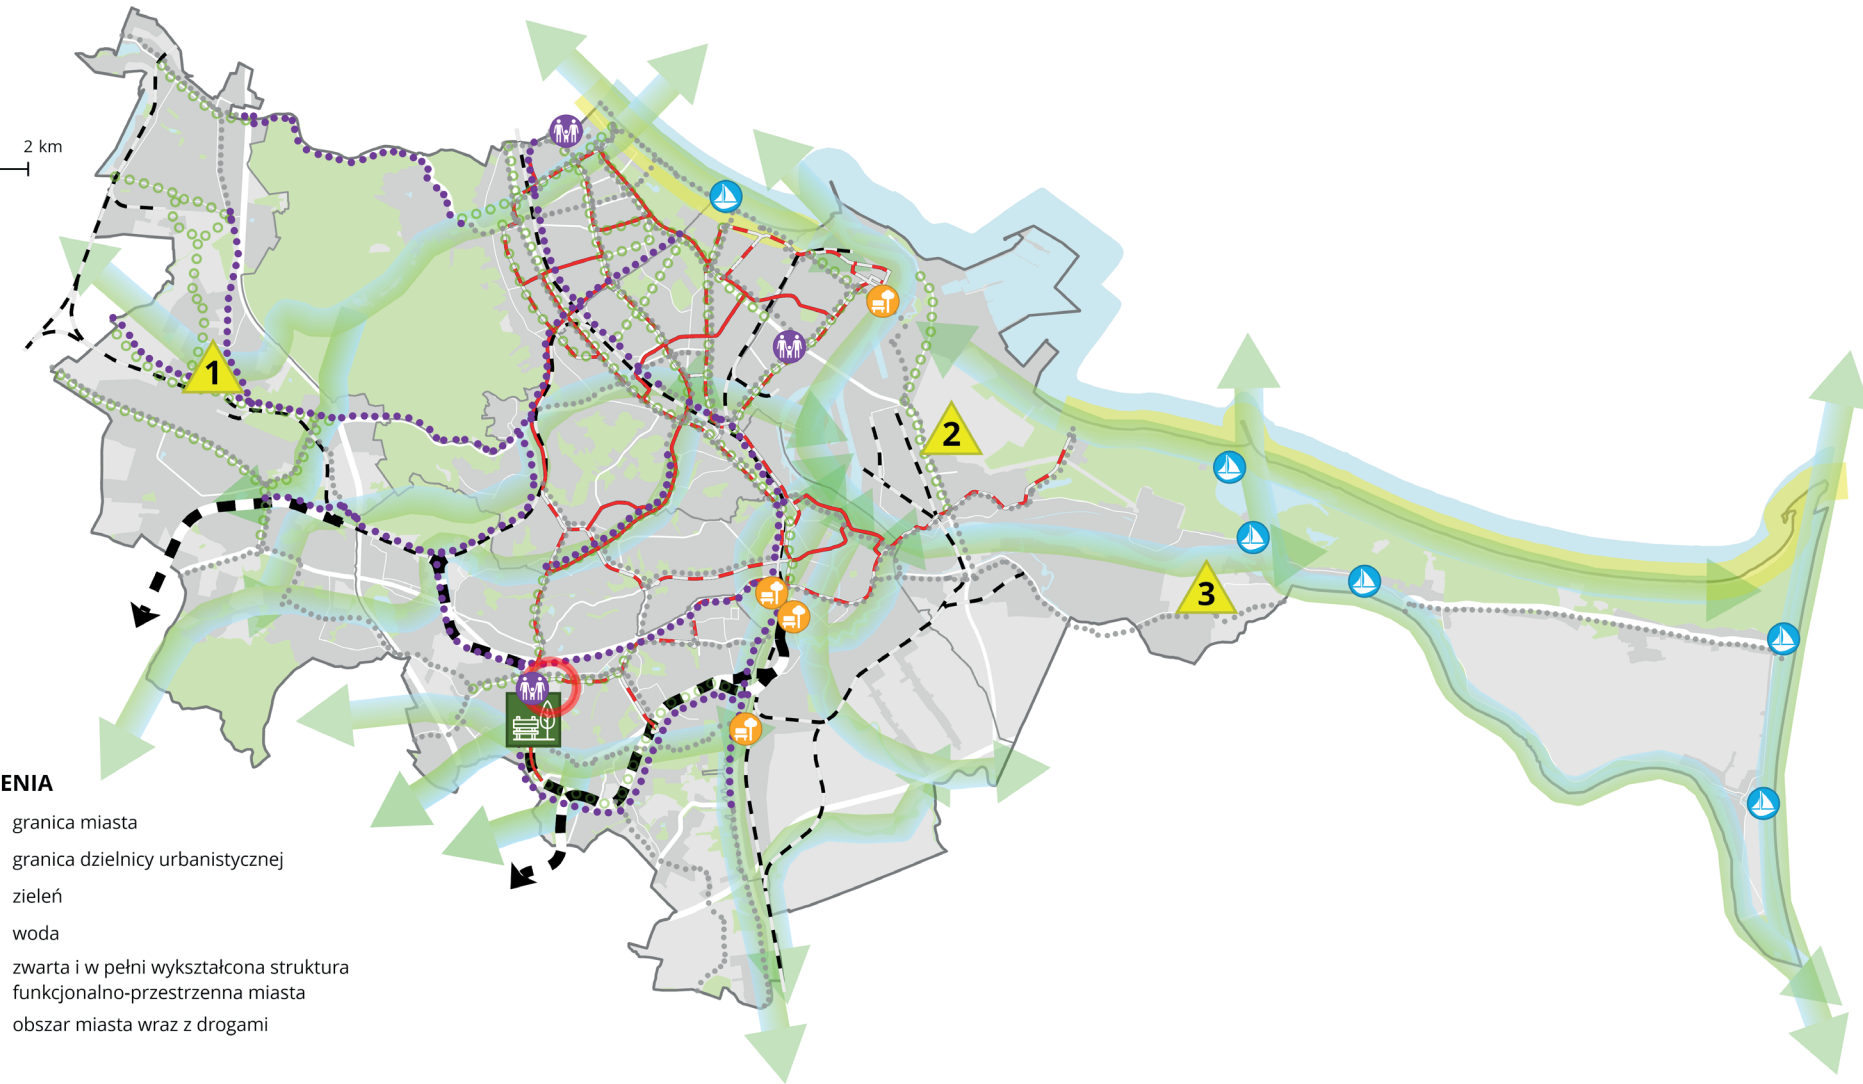 2 km
1
2
3
ENIA
granica miasta
granica dzielnicy urbanistycznej
zieleń
woda
zwarta i w pełni wykształcona struktura
funkcjonalno-przestrzenna miasta
obszar miasta wraz z drogami